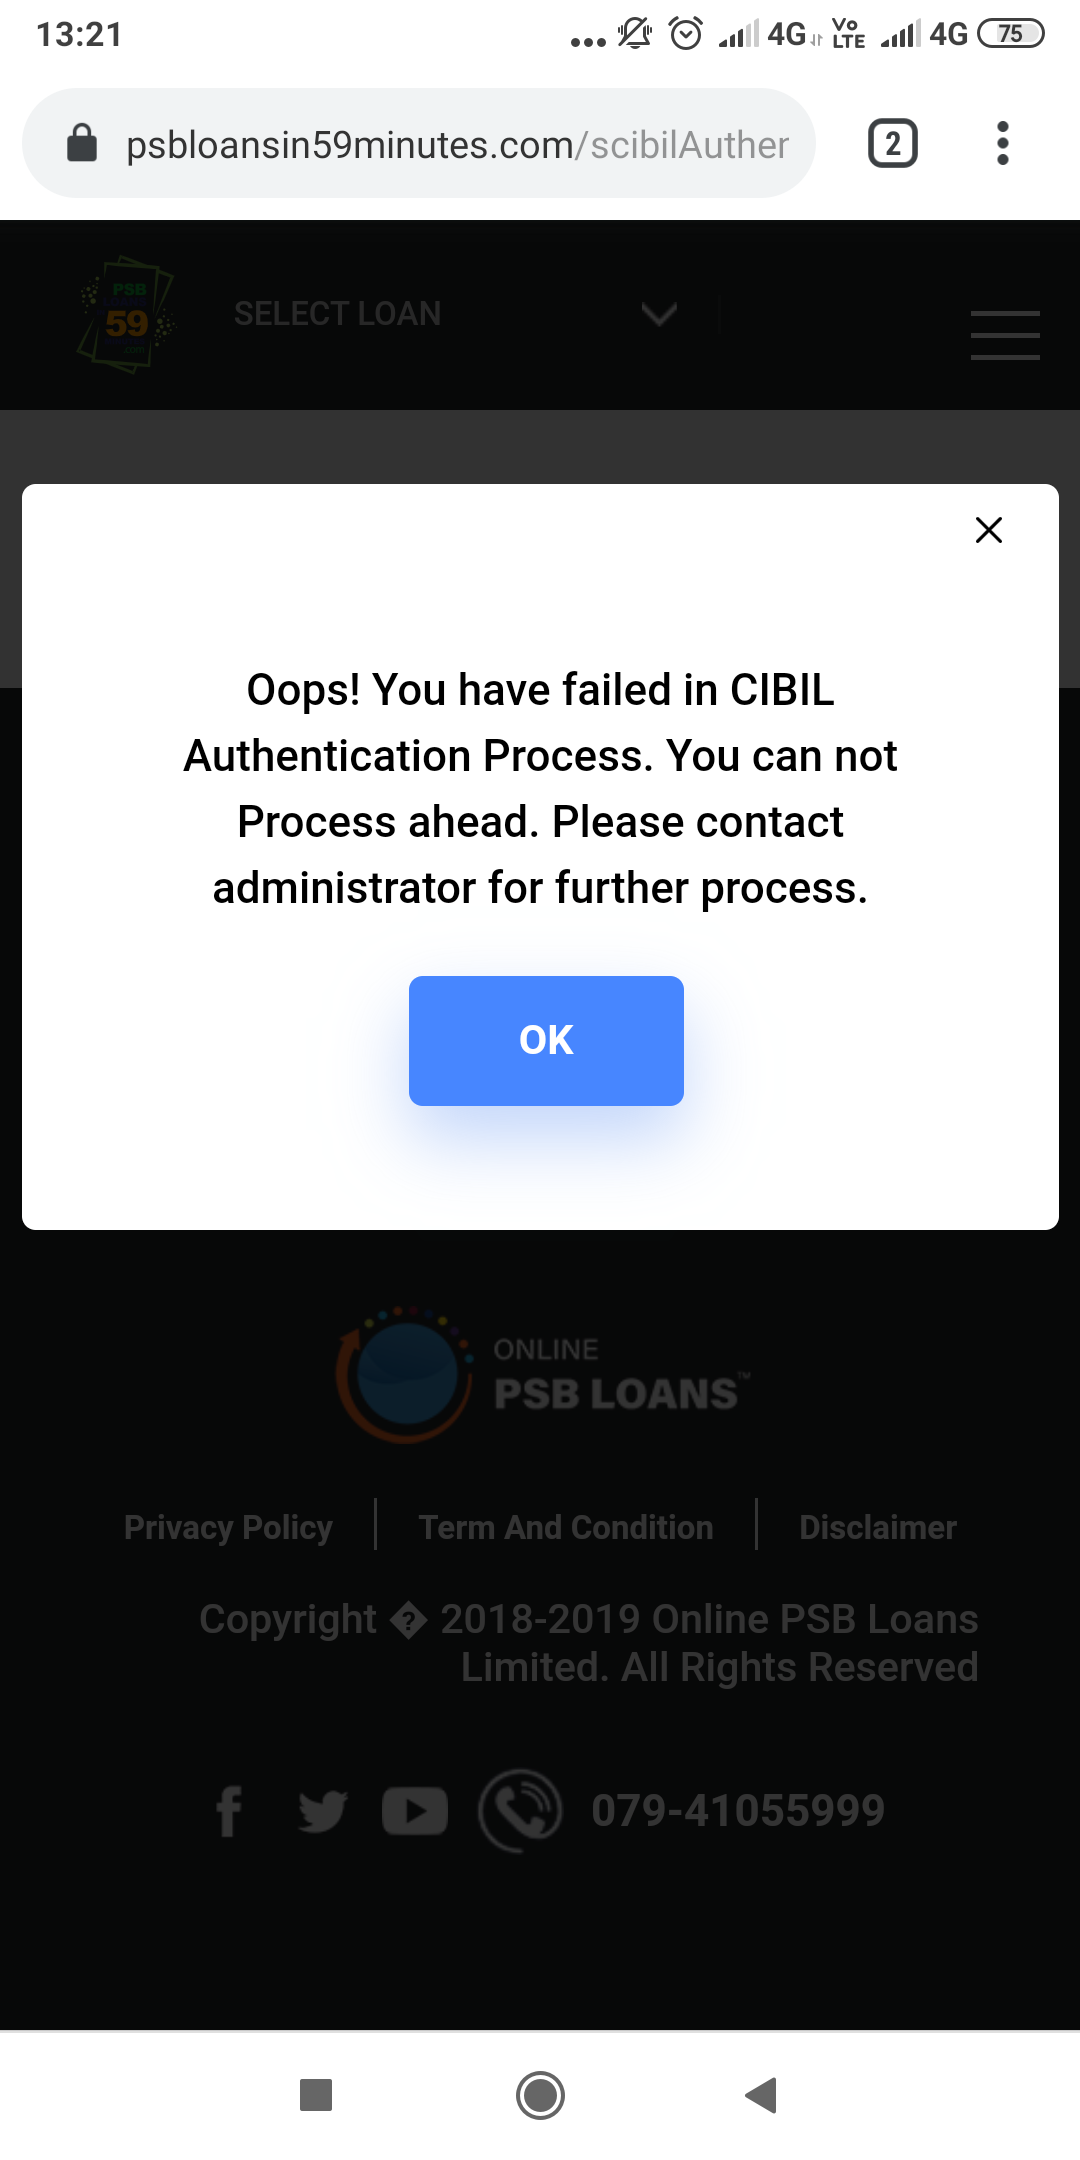 13:21
4G Vo LTE 4G 75
psbloansin59minutes.com/scibilAuther
2
PSB
59
.com
SELECT LOAN
Oops! You have failed in CIBIL
Authentication Process. You can not
Process ahead. Please contact
administrator for further process.
OK
ONLINE
PSB LOANS™
Privacy Policy
Term And Condition
Disclaimer
Copyright � 2018-2019 Online PSB Loans
Limited. All Rights Reserved
079-41055999